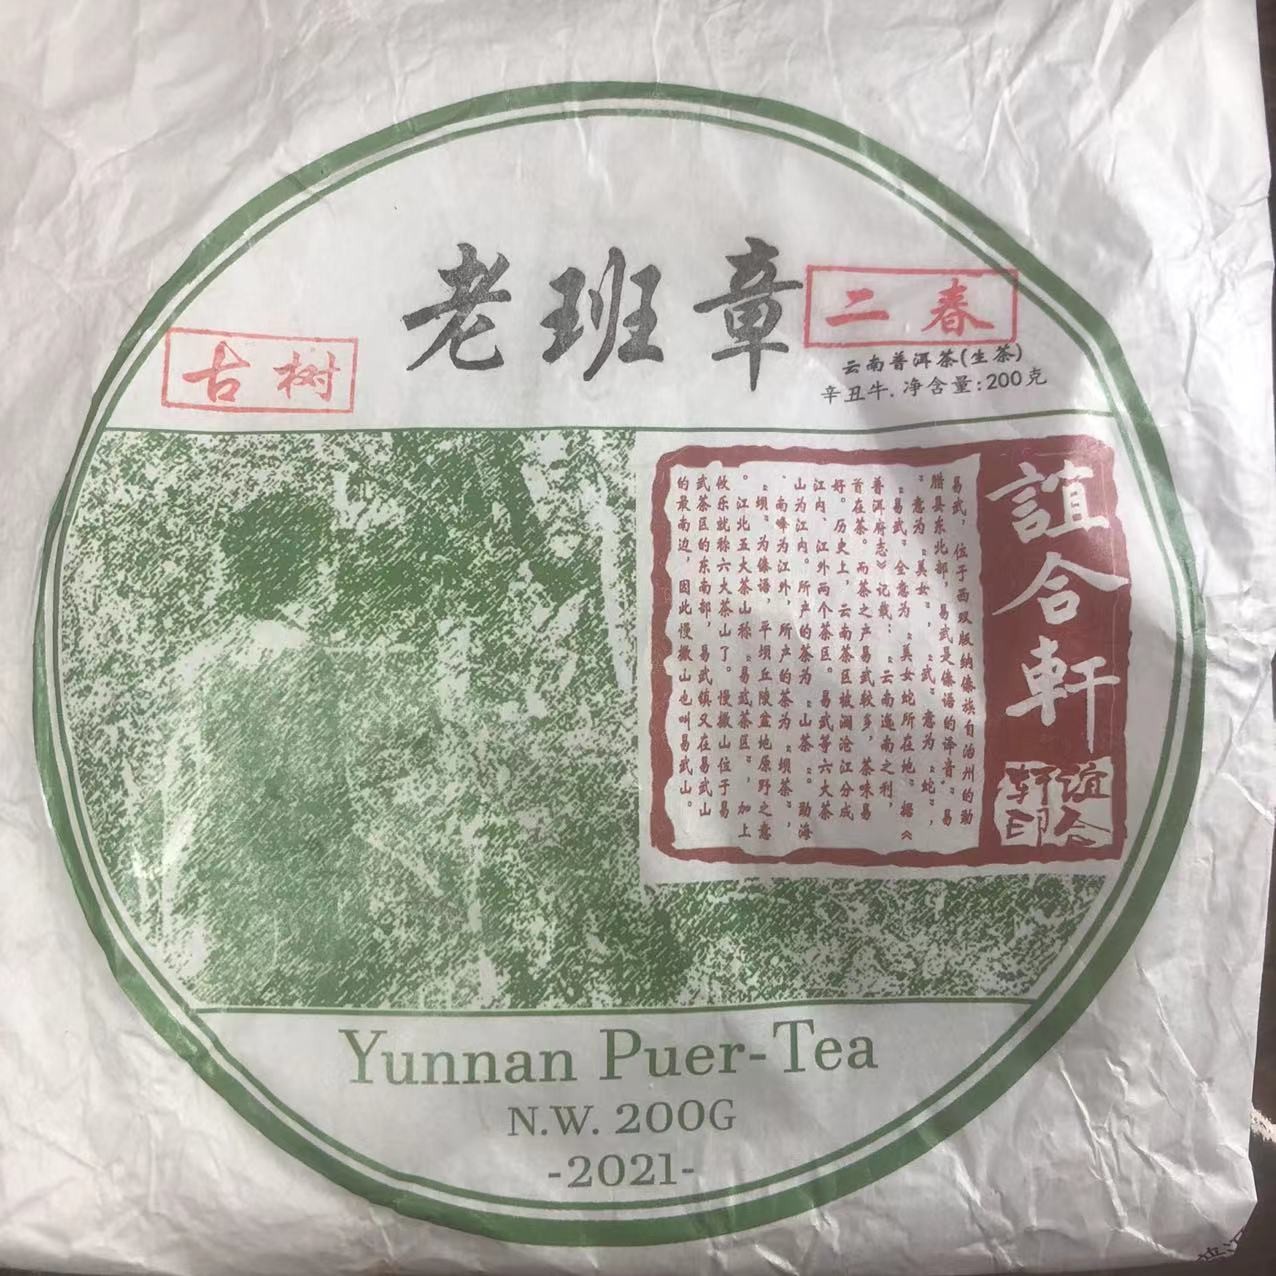 老班章
二春
古树
云南普洱茶(生茶)
辛丑牛.净含量:200克
誼合軒
誼合
軒印
易武，位于西双版纳傣族自治州的勐
腊县东北部，易武是傣语的译音“易
”意为“美女”，“武”意为“蛇”，
“易武”全意为“美女蛇所在地”据《
普洱府志》记载：“云南迤南之利，
首在茶。而茶之产易武较多，茶味易
好。历史上，云南茶区被澜沧江分成
江内、江外两个茶区。易武等六大茶
山为江内。所产的茶为“山茶”。勐海
、南峰为江外，所产的茶为“坝茶”，
“坝”为傣语，平坝丘陵盆地原野之意
。江北五大茶山称“易武茶区”，加上
攸乐就称六大茶山了。慢撒山位于易
武茶区的东南部，易武镇又在易武山
的最南边，因此慢撒山也叫易武山。
Yunnan Puer-Tea
N.W. 200G
-2021-